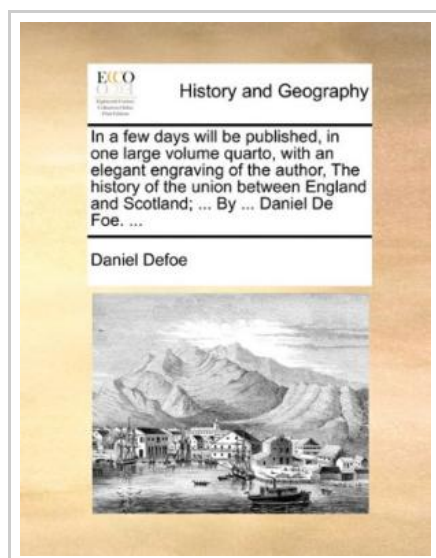 ECCO
History and Geography
In a few days will be published, in
one large volume quarto, with an
elegant engraving of the author, The
history of the union between England
and Scotland; ... By ... Daniel De
Foe. ...
Daniel Defoe